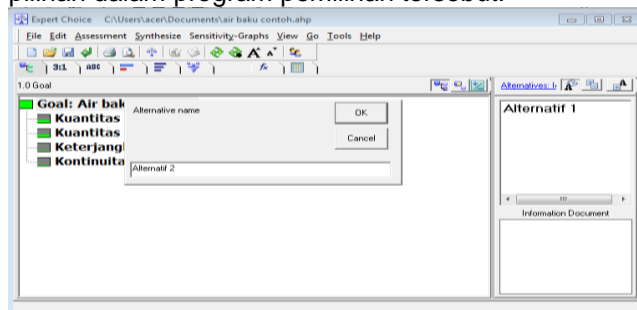 pilihan dalam program pemilihan tersebut.
Expert Choice C:\Users\acer\Documents\air baku contoh.ahp
File Edit Assessment Synthesize Sensitivity-Graphs View Go Tools Help
3:1 ABC
1.0 Goal
Alternatives: I
Goal: Air bak
Kuantitas
Kuantitas
Keterjang
Kontinuita
Alternative name
OK
Cancel
Alternatif 2
Alternatif 1
Information Document